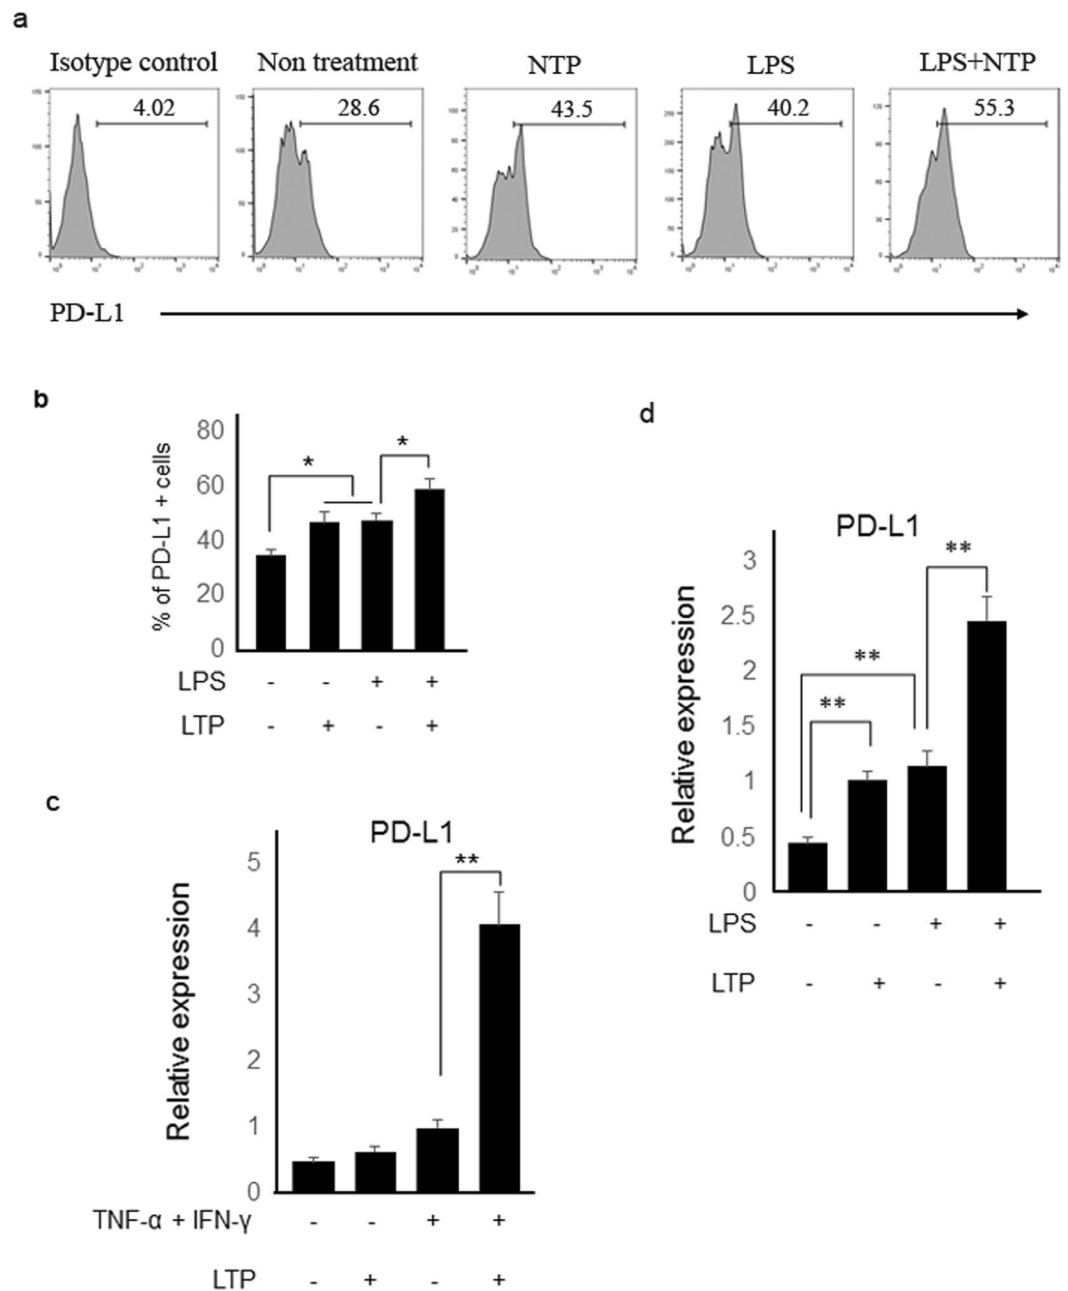 a
Isotype control Non treatment NTP LPS LPS+NTP
4.02 28.6 43.5 40.2 55.3
PD-L1
b
% of PD-L1 + cells
80
60
40
20
0
* *
LPS - - + +
LTP - + - +
c
PD-L1
Relative expression
5
4
3
2
1
0
**
TNF-α + IFN-γ - - + +
LTP - + - +
d
PD-L1
Relative expression
3
2.5
2
1.5
1
0.5
0
**
**
**
LPS - - + +
LTP - + - +